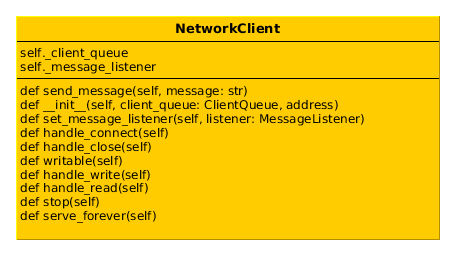 NetworkClient
self._client_queue
self._message_listener
def send_message(self, message: str)
def __init__(self, client_queue: ClientQueue, address)
def set_message_listener(self, listener: MessageListener)
def handle_connect(self)
def handle_close(self)
def writable(self)
def handle_write(self)
def handle_read(self)
def stop(self)
def serve_forever(self)